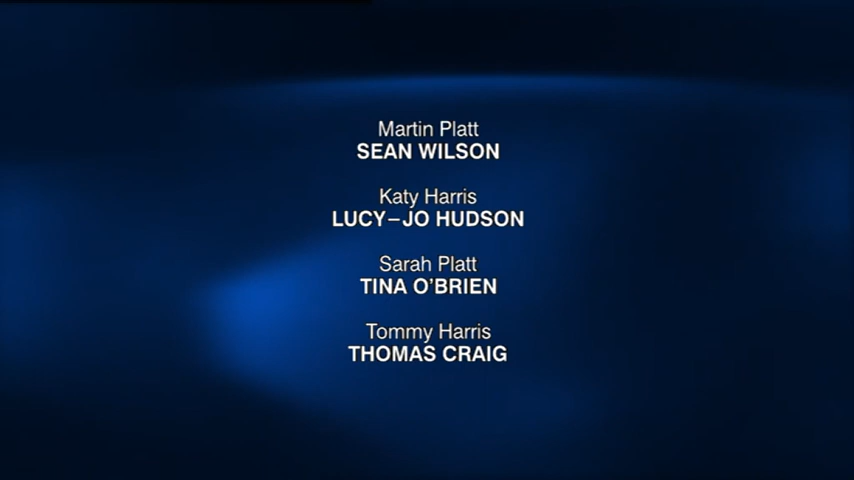 Martin Platt
SEAN WILSON
Katy Harris
LUCY–JO HUDSON
Sarah Platt
TINA O'BRIEN
Tommy Harris
THOMAS CRAIG